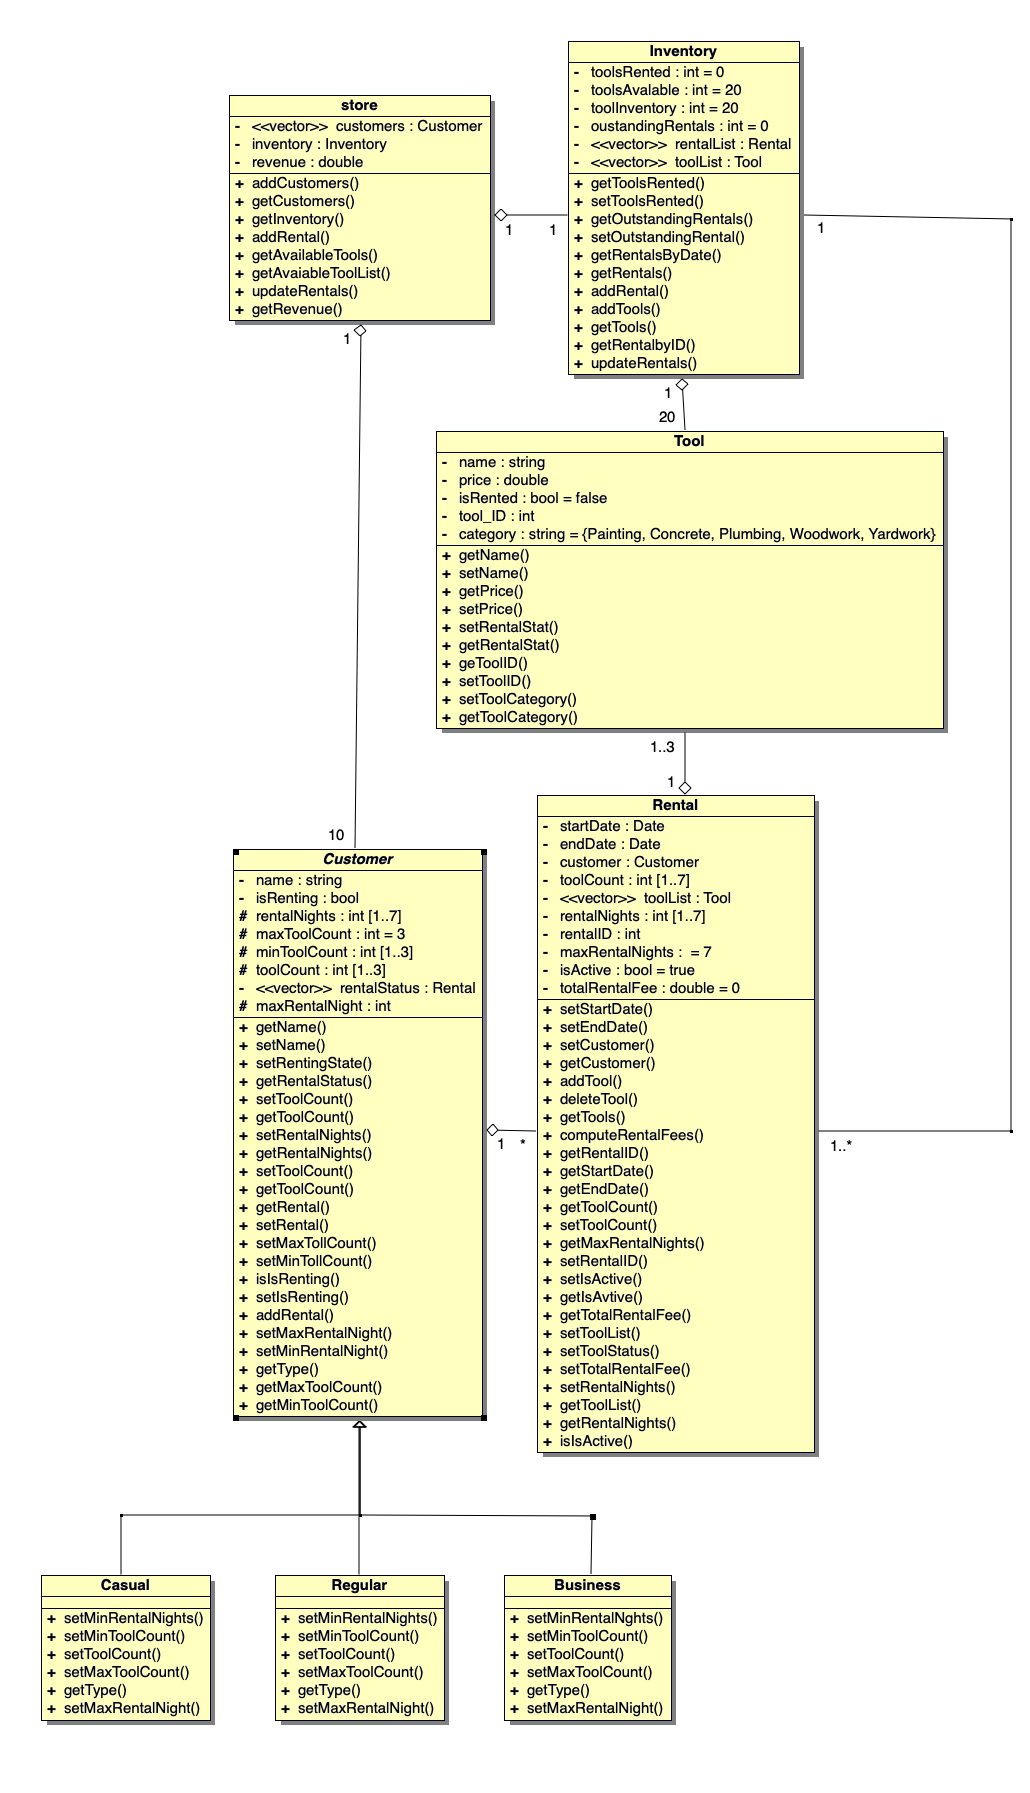 Inventory
- toolsRented : int = 0
- toolsAvalable : int = 20
- toolInventory : int = 20
- oustandingRentals : int = 0
- <<vector>> rentalList : Rental
- <<vector>> toolList : Tool
+ getToolsRented()
+ setToolsRented()
+ getOutstandingRentals()
+ setOutstandingRental()
+ getRentalsByDate()
+ getRentals()
+ addRental()
+ addTools()
+ getTools()
+ getRentalbyID()
+ updateRentals()
store
- <<vector>> customers : Customer
- inventory : Inventory
- revenue : double
+ addCustomers()
+ getCustomers()
+ getInventory()
+ addRental()
+ getAvailableTools()
+ getAvaiableToolList()
+ updateRentals()
+ getRevenue()
1
1
1
1
1
20
Tool
- name : string
- price : double
- isRented : bool = false
- tool_ID : int
- category : string = {Painting, Concrete, Plumbing, Woodwork, Yardwork}
+ getName()
+ setName()
+ getPrice()
+ setPrice()
+ setRentalStat()
+ getRentalStat()
+ geToolID()
+ setToolID()
+ setToolCategory()
+ getToolCategory()
1..3
1
10
Rental
- startDate : Date
- endDate : Date
- customer : Customer
- toolCount : int [1..7]
- <<vector>> toolList : Tool
- rentalNights : int [1..7]
- rentalID : int
- maxRentalNights : = 7
- isActive : bool = true
- totalRentalFee : double = 0
+ setStartDate()
+ setEndDate()
+ setCustomer()
+ getCustomer()
+ addTool()
+ deleteTool()
+ getTools()
+ computeRentalFees()
+ getRentalID()
+ getStartDate()
+ getEndDate()
+ getToolCount()
+ setToolCount()
+ getMaxRentalNights()
+ setRentalID()
+ setIsActive()
+ getIsAvtive()
+ getTotalRentalFee()
+ setToolList()
+ setToolStatus()
+ setTotalRentalFee()
+ setRentalNights()
+ getToolList()
+ getRentalNights()
+ isIsActive()
Customer
- name : string
- isRenting : bool
# rentalNights : int [1..7]
# maxToolCount : int = 3
# minToolCount : int [1..3]
# toolCount : int [1..3]
- <<vector>> rentalStatus : Rental
# maxRentalNight : int
+ getName()
+ setName()
+ setRentingState()
+ getRentalStatus()
+ setToolCount()
+ getToolCount()
+ setRentalNights()
+ getRentalNights()
+ setToolCount()
+ getToolCount()
+ getRental()
+ setRental()
+ setMaxTollCount()
+ setMinTollCount()
+ isIsRenting()
+ setIsRenting()
+ addRental()
+ setMaxRentalNight()
+ setMinRentalNight()
+ getType()
+ getMaxToolCount()
+ getMinToolCount()
1 *
1..*
Casual
+ setMinRentalNights()
+ setMinToolCount()
+ setToolCount()
+ setMaxToolCount()
+ getType()
+ setMaxRentalNight()
Regular
+ setMinRentalNights()
+ setMinToolCount()
+ setToolCount()
+ setMaxToolCount()
+ getType()
+ setMaxRentalNight()
Business
+ setMinRentalNghts()
+ setMinToolCount()
+ setToolCount()
+ setMaxToolCount()
+ getType()
+ setMaxRentalNight()